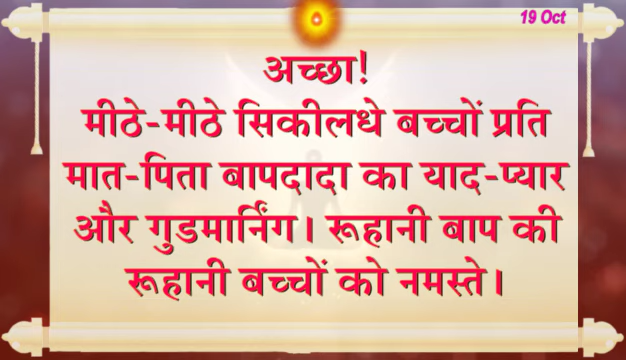 19 Oct
अच्छा!
मीठे-मीठे सिकीलधे बच्चों प्रति
मात-पिता बापदादा का याद-प्यार
और गुडमार्निंग। रूहानी बाप की
रूहानी बच्चों को नमस्ते।